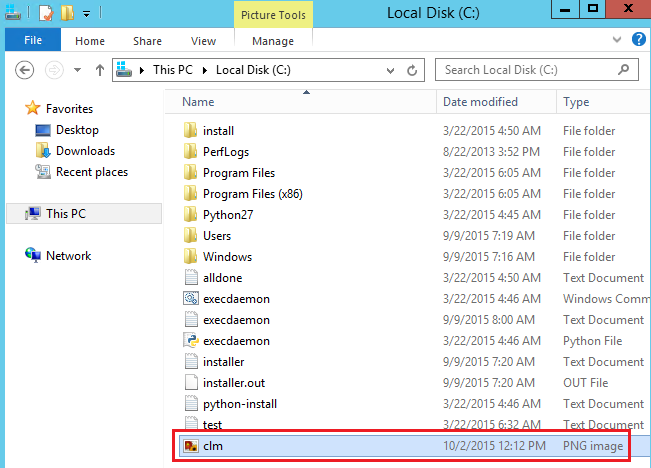 Picture Tools Local Disk (C:)
File Home Share View Manage
This PC Local Disk (C:) Search Local Disk (C:)
Name Date modified Type
Favorites
Desktop
Downloads
Recent places
This PC
Network
install 3/22/2015 4:50 AM File folder
PerfLogs 8/22/2013 3:52 PM File folder
Program Files 3/22/2015 6:05 AM File folder
Program Files (x86) 3/22/2015 6:05 AM File folder
Python27 3/22/2015 4:45 AM File folder
Users 9/9/2015 7:19 AM File folder
Windows 9/9/2015 7:16 AM File folder
alldone 3/22/2015 4:50 AM Text Document
execdaemon 3/22/2015 4:46 AM Windows Comm
execdaemon 9/9/2015 8:00 AM Text Document
execdaemon 3/22/2015 4:46 AM Python File
installer 9/9/2015 7:20 AM Text Document
installer.out 9/9/2015 7:20 AM OUT File
python-install 3/22/2015 4:46 AM Text Document
test 3/22/2015 6:32 AM Text Document
clm 10/2/2015 12:12 PM PNG image